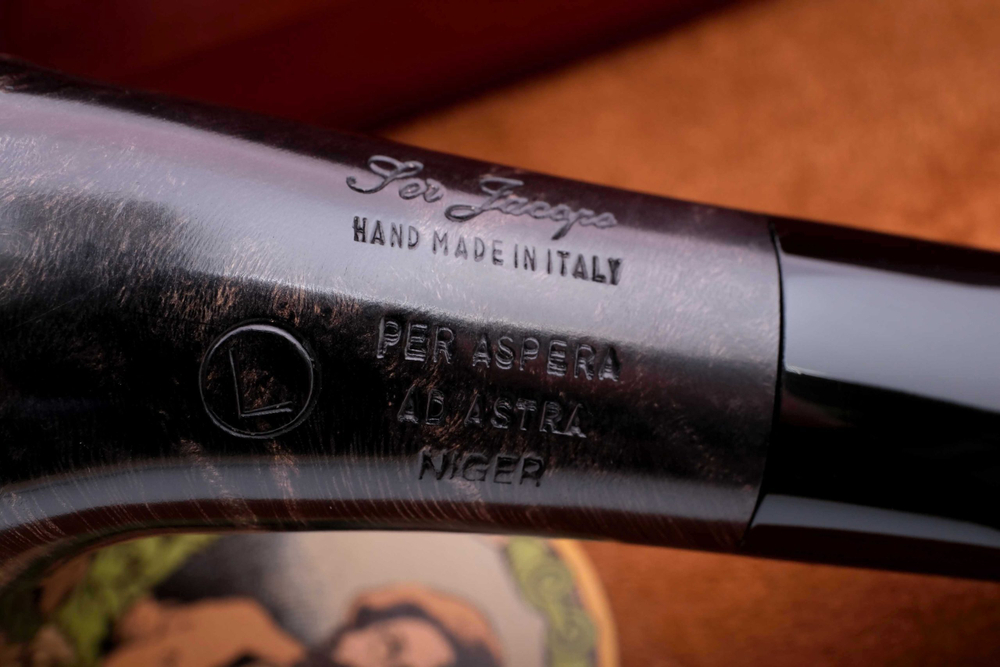 Ser Jacopo
HAND MADE IN ITALY
PER ASPERA
AD ASTRA
NIGER
L